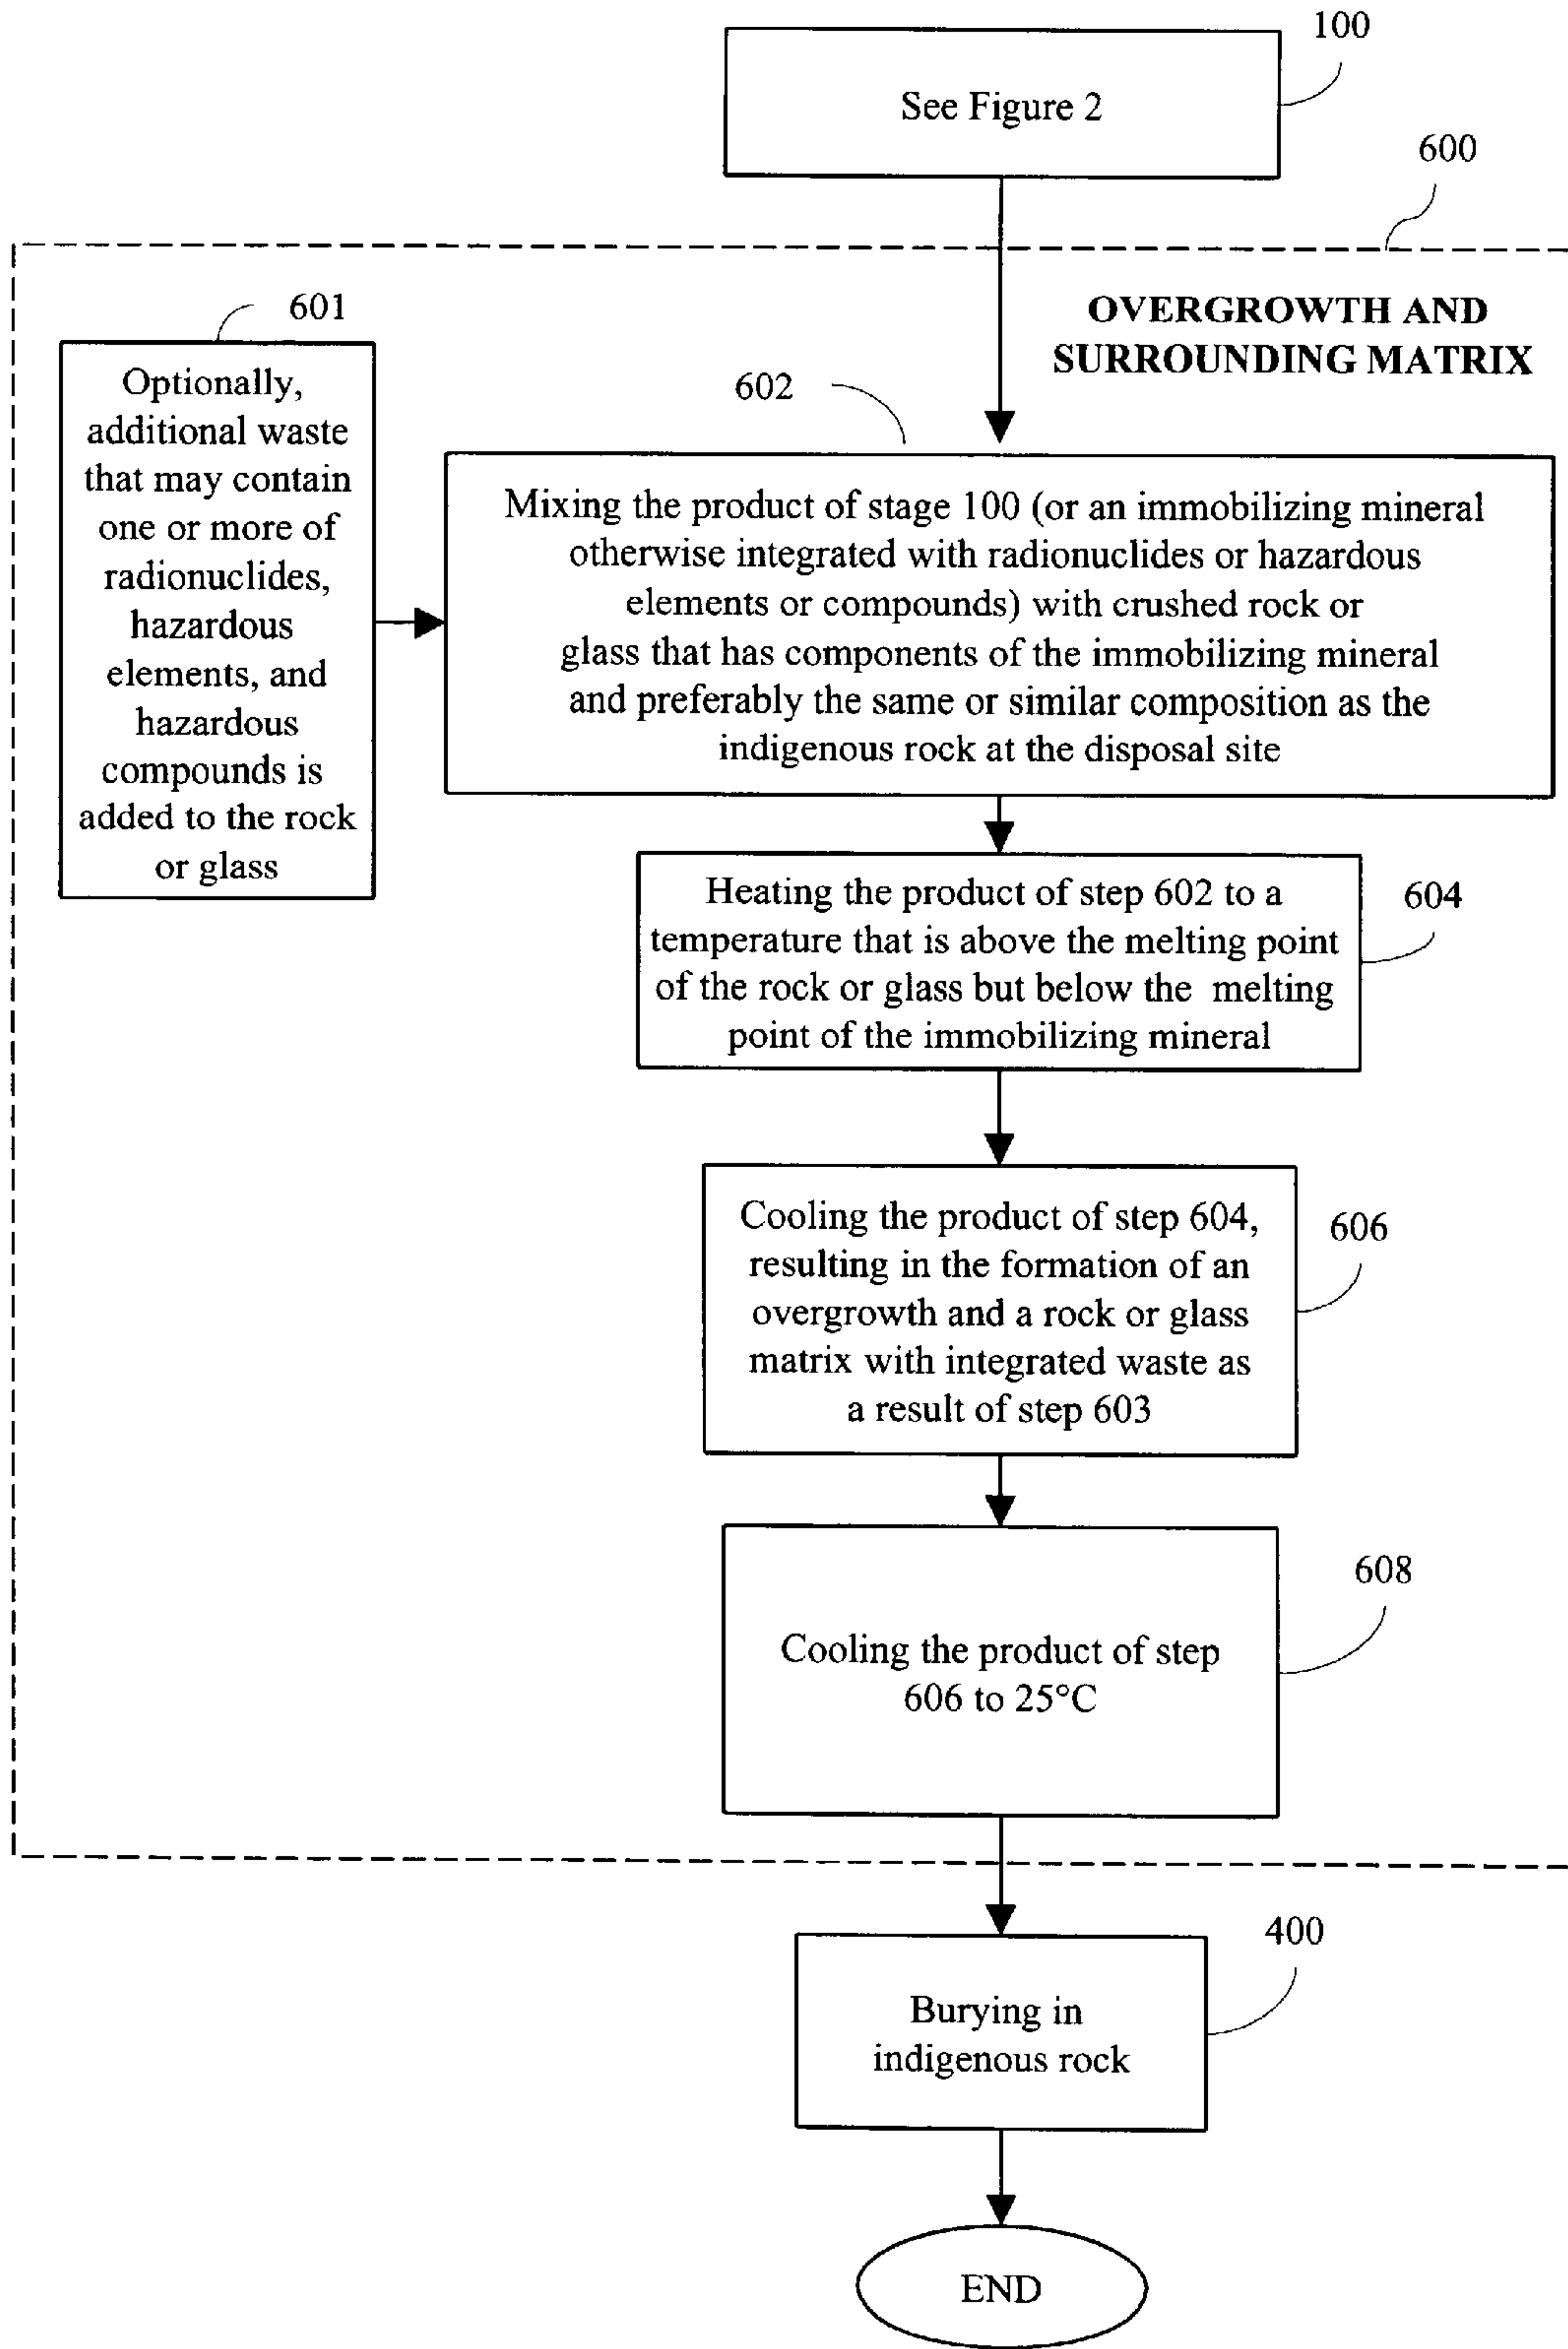 100
See Figure 2
600
OVERGROWTH AND
SURROUNDING MATRIX
601
Optionally,
additional waste
that may contain
one or more of
radionuclides,
hazardous
elements, and
hazardous
compounds is
added to the rock
or glass
602
Mixing the product of stage 100 (or an immobilizing mineral
otherwise integrated with radionuclides or hazardous
elements or compounds) with crushed rock or
glass that has components of the immobilizing mineral
and preferably the same or similar composition as the
indigenous rock at the disposal site
Heating the product of step 602 to a
temperature that is above the melting point
of the rock or glass but below the melting
point of the immobilizing mineral
604
Cooling the product of step 604,
resulting in the formation of an
overgrowth and a rock or glass
matrix with integrated waste as
a result of step 603
606
Cooling the product of step
606 to 25°C
608
400
Burying in
indigenous rock
END